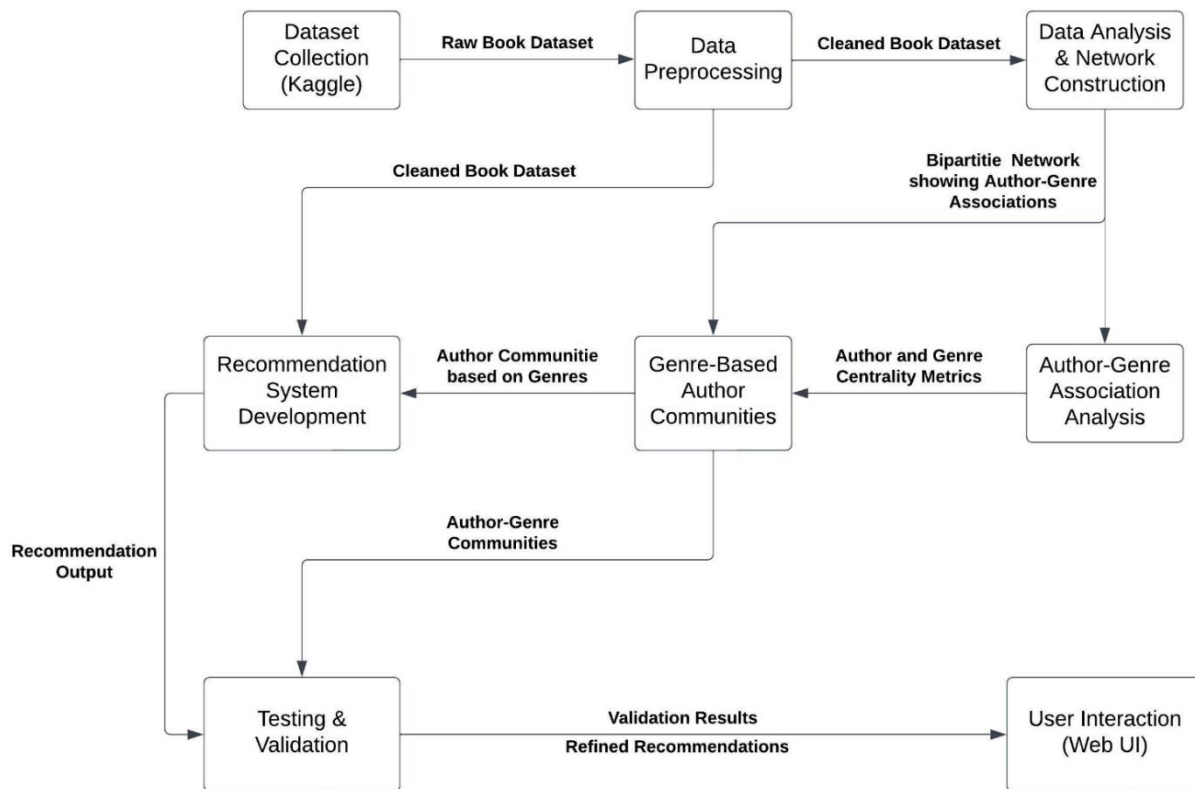 Dataset
Collection
(Kaggle)
Raw Book Dataset
Data
Preprocessing
Cleaned Book Dataset
Data Analysis
& Network
Construction
Cleaned Book Dataset
Bipartitie Network
showing Author-Genre
Associations
Recommendation
System
Development
Author Communitie
based on Genres
Genre-Based
Author
Communities
Author and Genre
Centrality Metrics
Author-Genre
Association
Analysis
Recommendation
Output
Author-Genre
Communities
Testing &
Validation
Validation Results
Refined Recommendations
User Interaction
(Web UI)